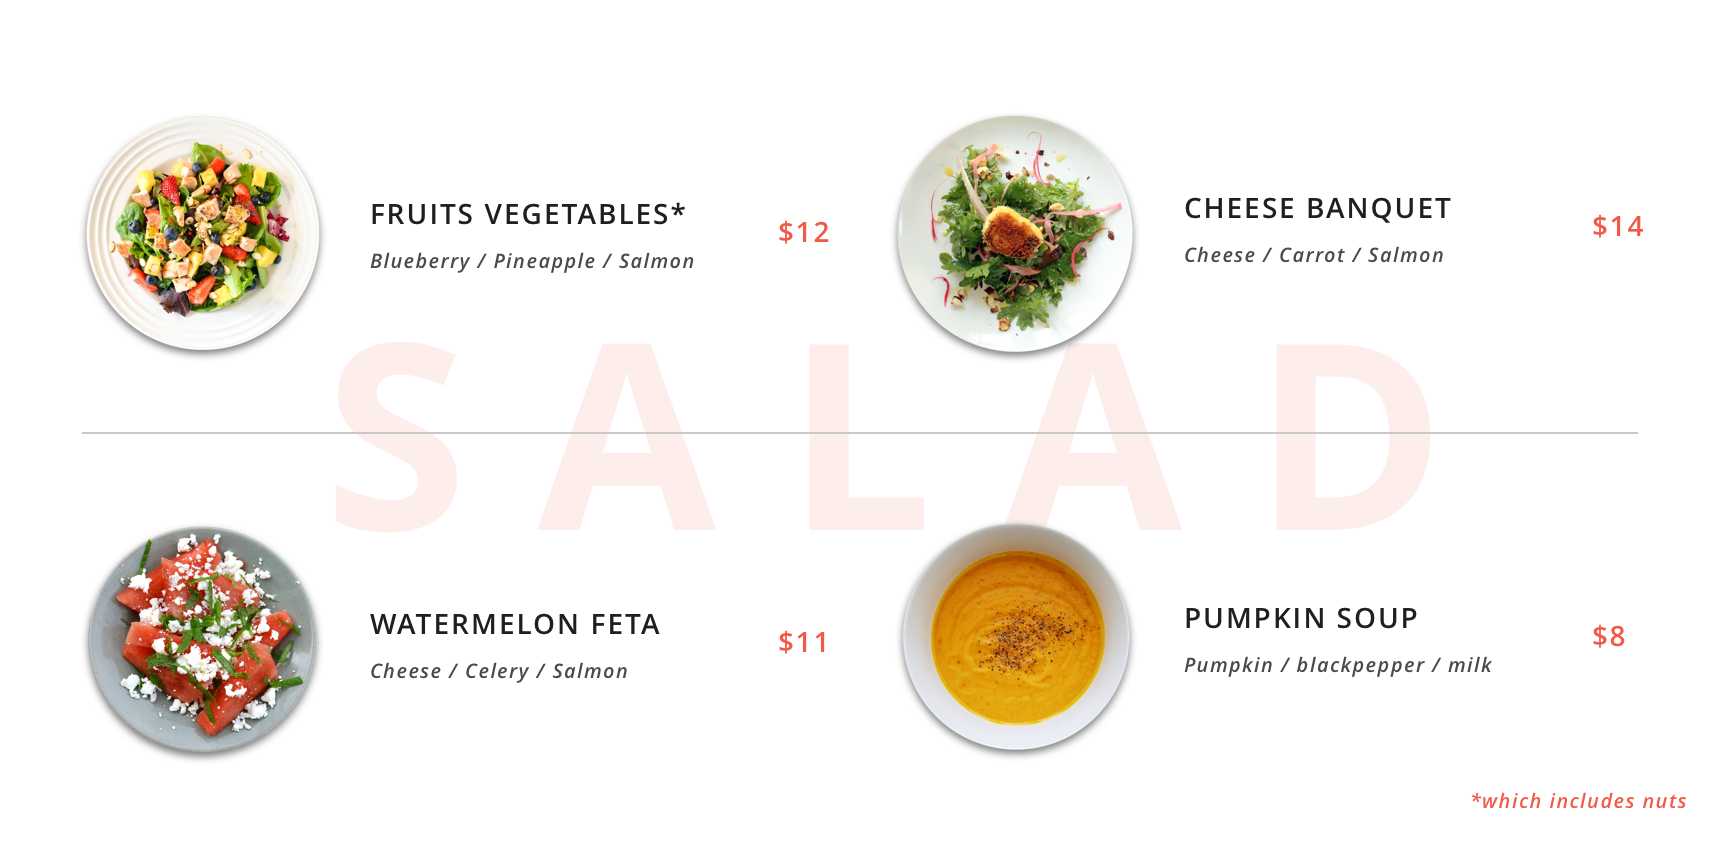 FRUITS VEGETABLES*
Blueberry / Pineapple / Salmon
$12
CHEESE BANQUET
Cheese / Carrot / Salmon
$14
SALAD
WATERMELON FETA
Cheese / Celery / Salmon
$11
PUMPKIN SOUP
Pumpkin / blackpepper / milk
$8
*which includes nuts